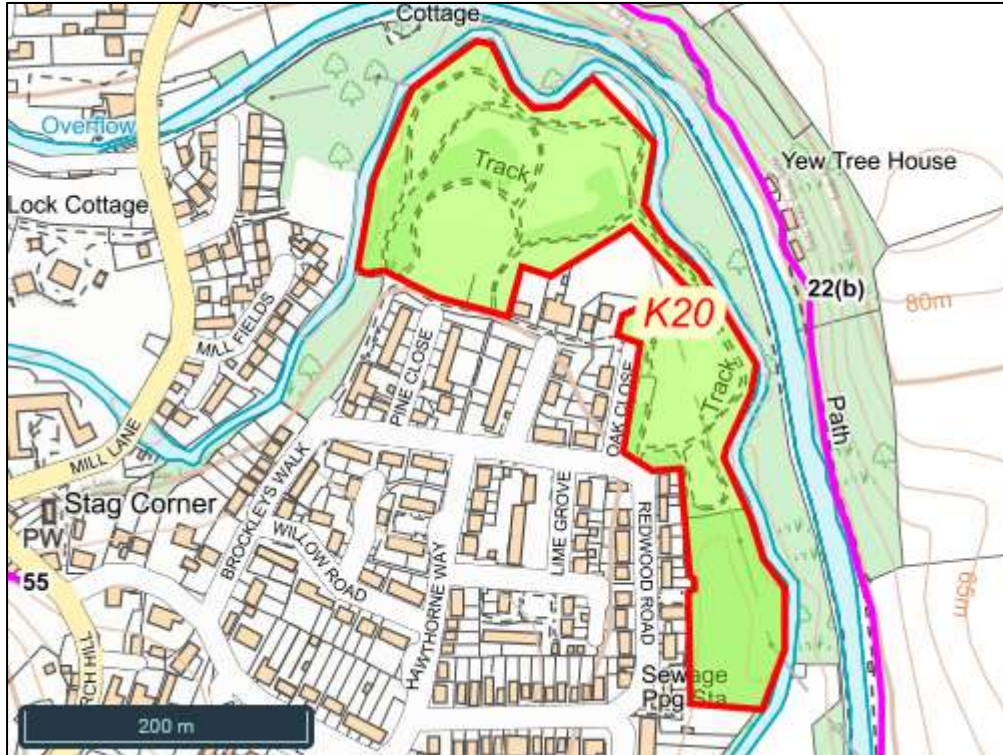 Cottage
Overflow
Track
Yew Tree House
Lock Cottage
22(b)
80m
K20
MILL FIELDS
PINE CLOSE
OAK CLOSE
Track
Path
MILL LANE
Stag Corner
BROCKLEYS WALK
WILLOW ROAD
HAWTHORNE WAY
LIME GROVE
REDWOOD ROAD
PW
55
65m
Sewage
Ppg Sta
200 m